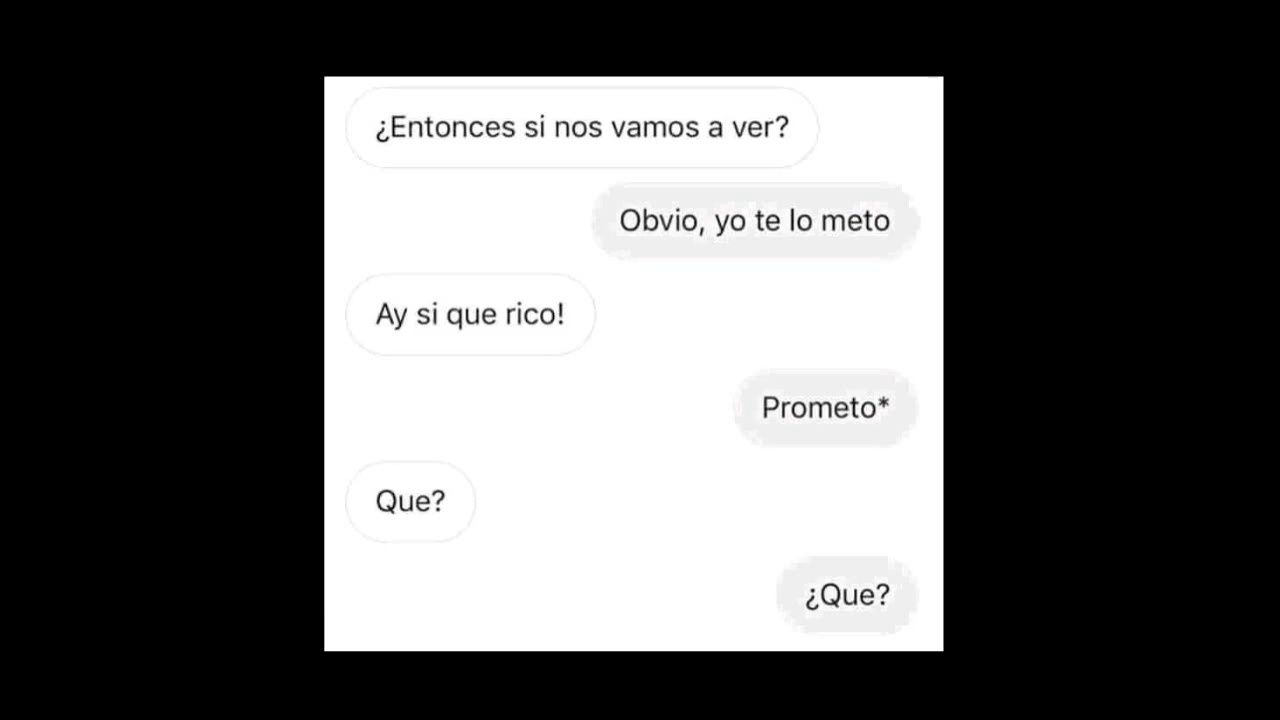 ¿Entonces si nos vamos a ver?
Obvio, yo te lo meto
Ay si que rico!
Prometo*
Que?
¿Que?